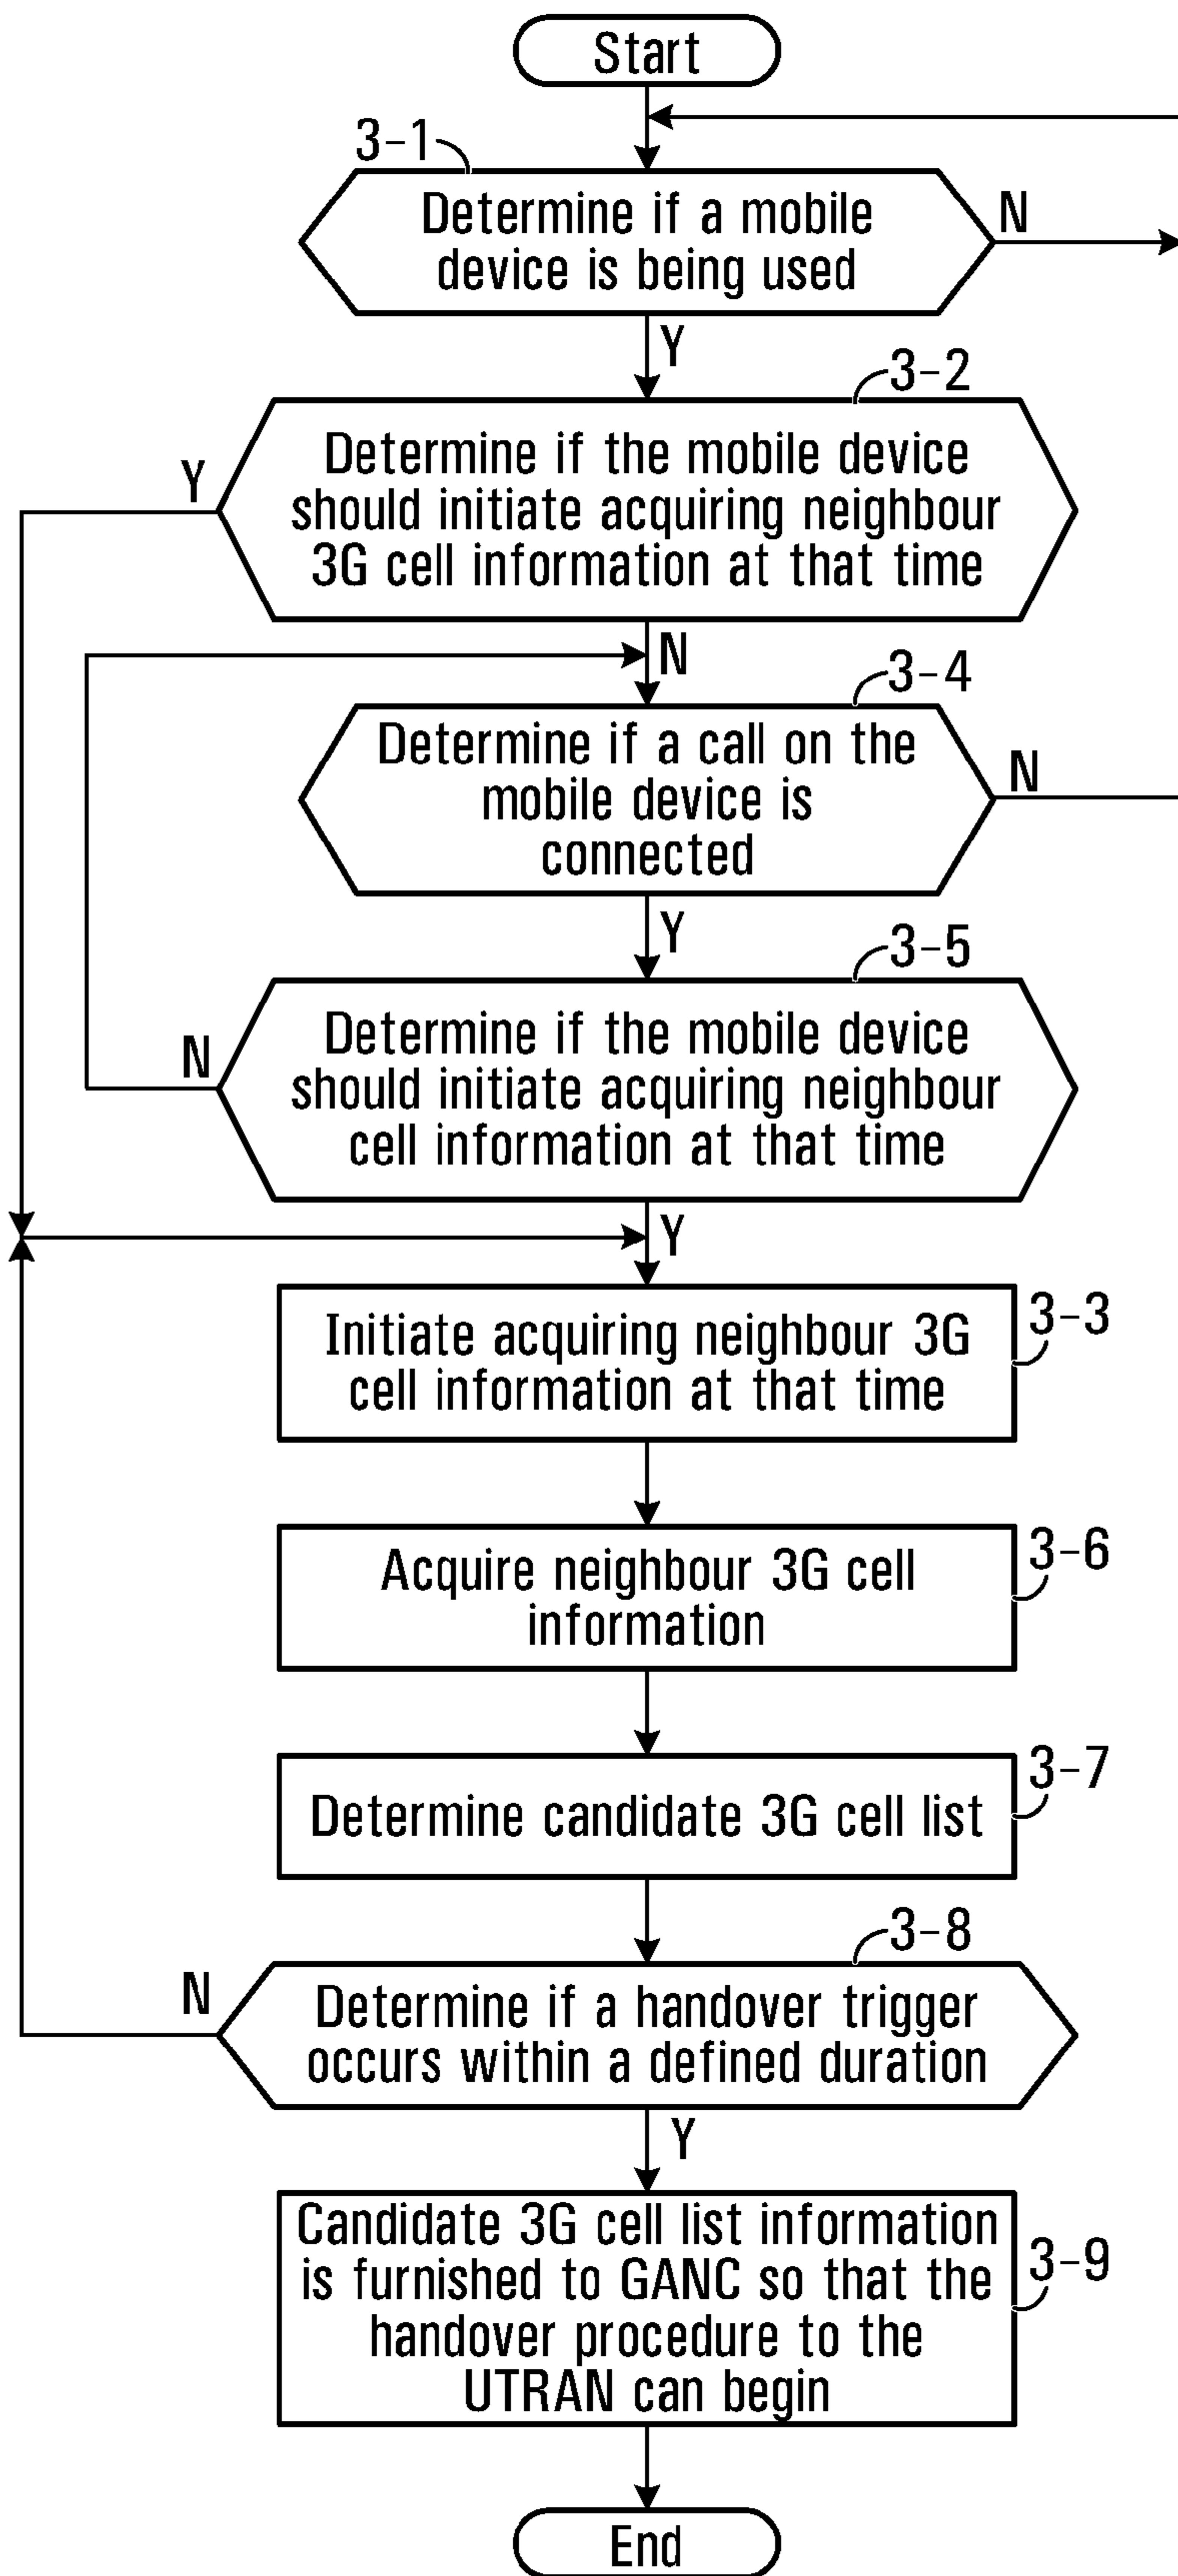 Start
3-1
Determine if a mobile
device is being used
N
Y
3-2
Determine if the mobile device
should initiate acquiring neighbour
3G cell information at that time
Y
N
3-4
Determine if a call on the
mobile device is
connected
N
Y
3-5
Determine if the mobile device
should initiate acquiring neighbour
cell information at that time
N
Y
3-3
Initiate acquiring neighbour 3G
cell information at that time
3-6
Acquire neighbour 3G cell
information
3-7
Determine candidate 3G cell list
3-8
Determine if a handover trigger
occurs within a defined duration
N
Y
Candidate 3G cell list information
is furnished to GANC so that the
handover procedure to the
UTRAN can begin
3-9
End